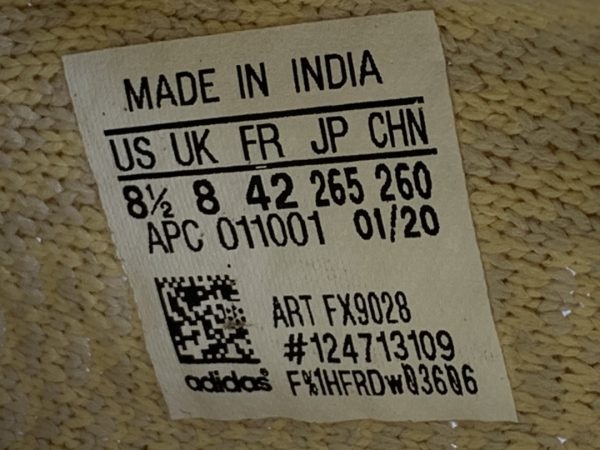 MADE IN INDIA
US UK FR JP CHN
8½ 8 42 265 260
APC 011001 01/20
ART FX9028
#124713109
adidas F%1HFRDW03606